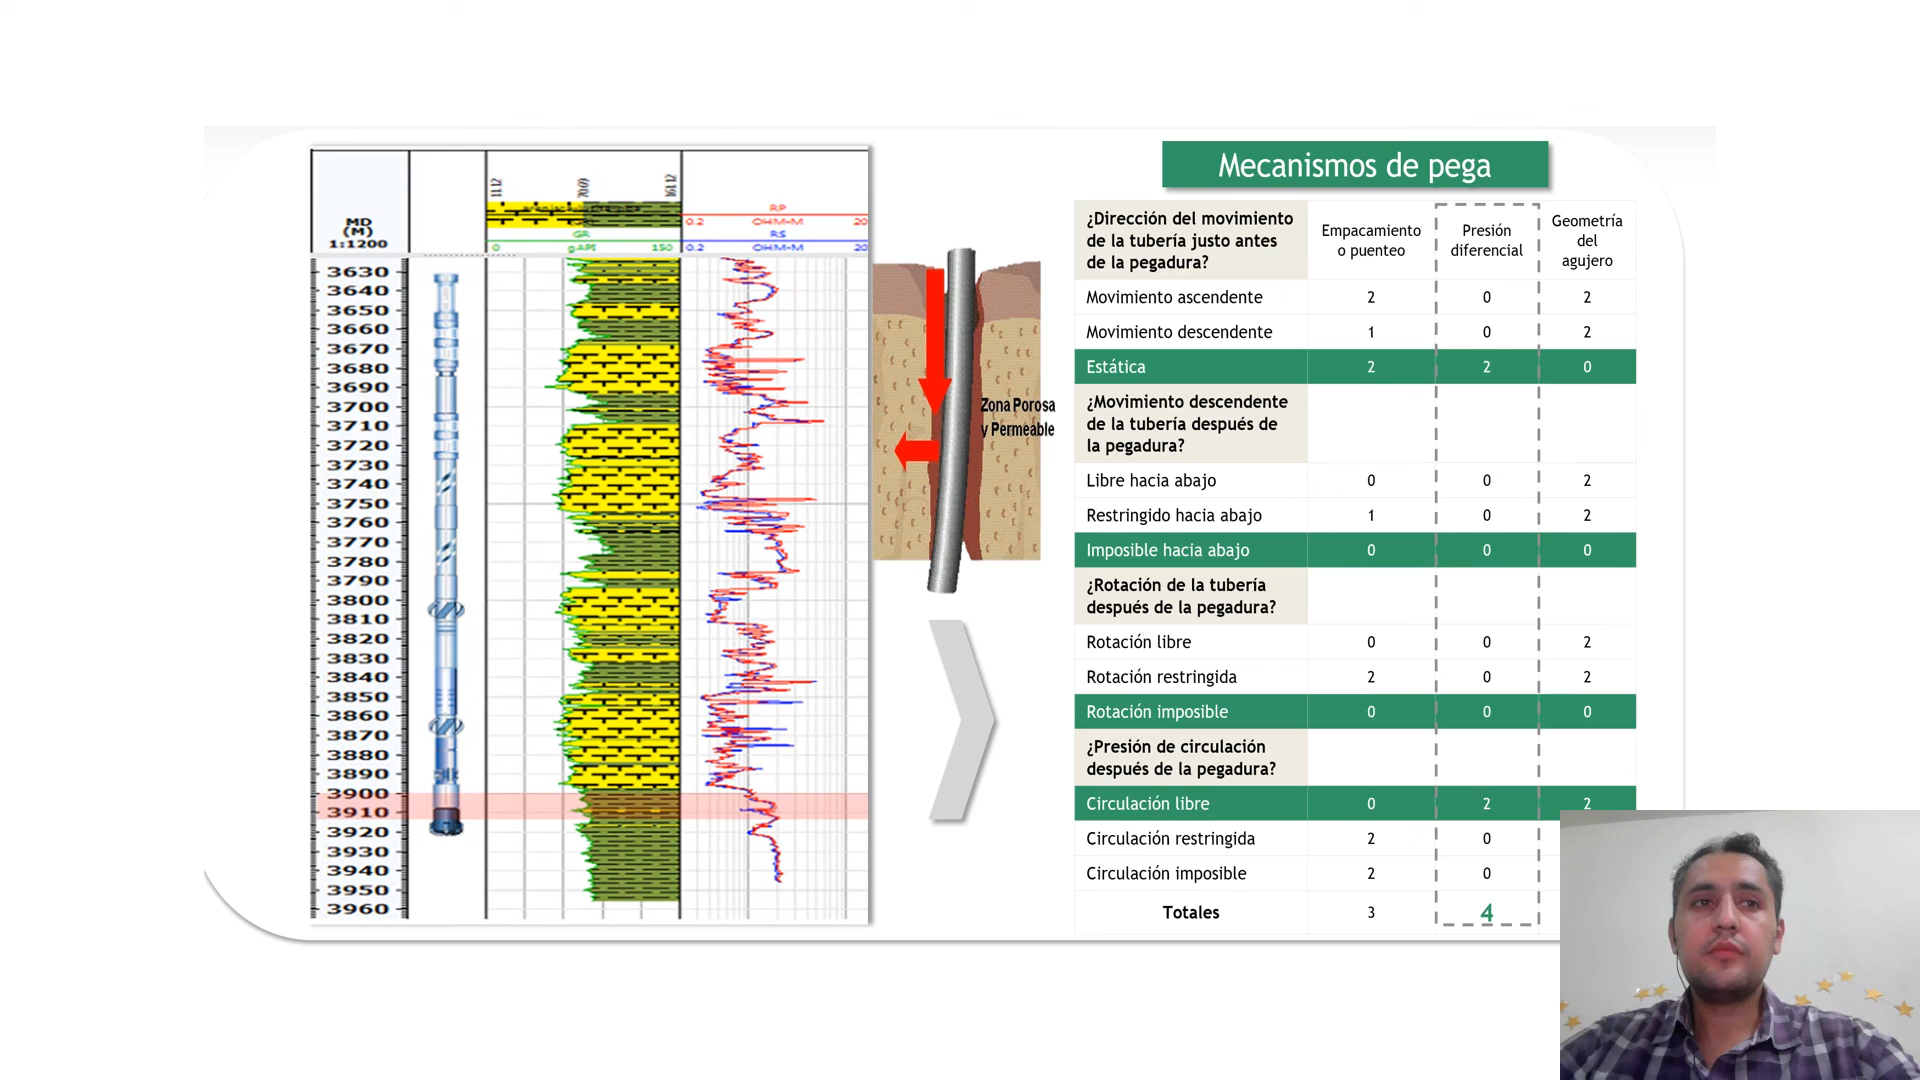 1112
7069
16112
MD
(M)
1:1200
GR
0 gAPI 150
RP
0.2 OHM-M 20
RS
0.2 OHM-M 20
3630
3640
3650
3660
3670
3680
3690
3700
3710
3720
3730
3740
3750
3760
3770
3780
3790
3800
3810
3820
3830
3840
3850
3860
3870
3880
3890
3900
3910
3920
3930
3940
3950
3960
Zona Porosa
y Permeable
Mecanismos de pega
¿Dirección del movimiento
de la tubería justo antes
de la pegadura?
Empacamiento
o puenteo
Presión
diferencial
Geometría
del
agujero
Movimiento ascendente 2 0 2
Movimiento descendente 1 0 2
Estática 2 2 0
¿Movimiento descendente
de la tubería después de
la pegadura?
Libre hacia abajo 0 0 2
Restringido hacia abajo 1 0 2
Imposible hacia abajo 0 0 0
¿Rotación de la tubería
después de la pegadura?
Rotación libre 0 0 2
Rotación restringida 2 0 2
Rotación imposible 0 0 0
¿Presión de circulación
después de la pegadura?
Circulación libre 0 2 2
Circulación restringida 2 0
Circulación imposible 2 0
Totales 3 4